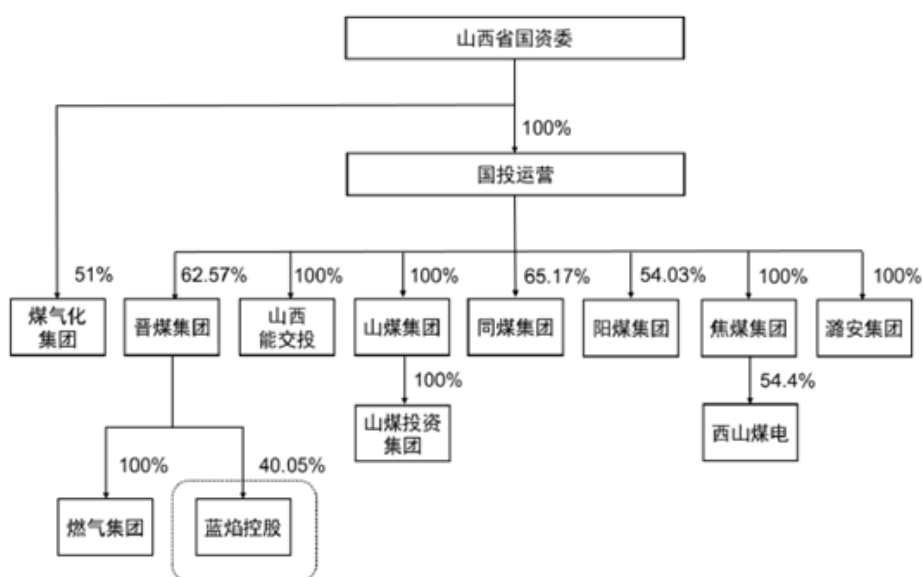 山西省国资委
100%
国投运营
51%
62.57%
100%
100%
65.17%
54.03%
100%
100%
煤气化
集团
晋煤集团
山西
能交投
山煤集团
同煤集团
阳煤集团
焦煤集团
潞安集团
100%
54.4%
山煤投资
集团
西山煤电
100%
40.05%
燃气集团
蓝焰控股